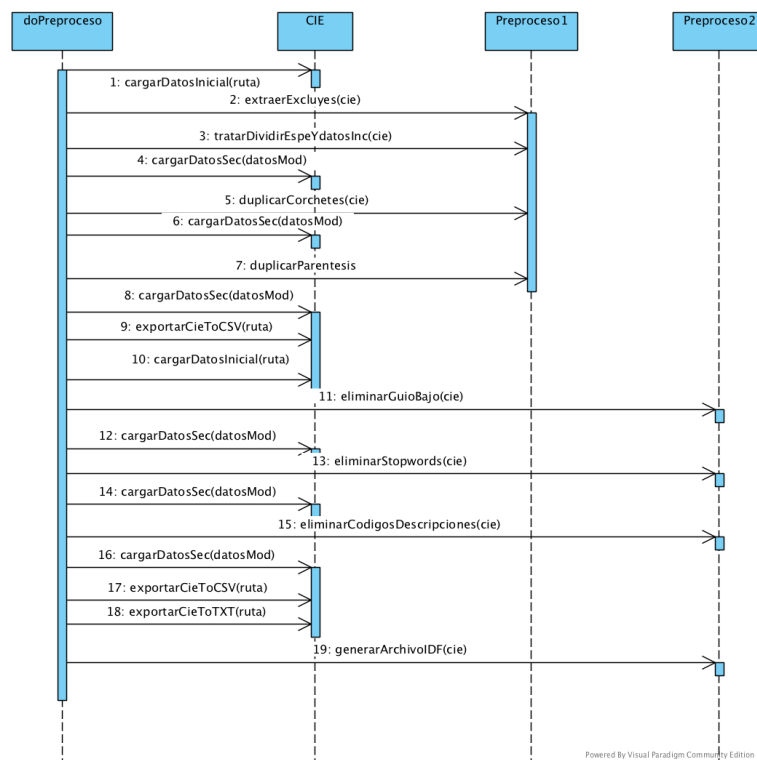 doPreproceso
CIE
Preproceso1
Preproceso2
1: cargarDatosInicial(ruta)
2: extraerExcluyes(cie)
3: tratarDividirEspeYdatosInc(cie)
4: cargarDatosSec(datosMod)
5: duplicarCorchetes(cie)
6: cargarDatosSec(datosMod)
7: duplicarParentesis
8: cargarDatosSec(datosMod)
9: exportarCieToCSV(ruta)
10: cargarDatosInicial(ruta)
11: eliminarGuioBajo(cie)
12: cargarDatosSec(datosMod)
13: eliminarStopwords(cie)
14: cargarDatosSec(datosMod)
15: eliminarCodigosDescripciones(cie)
16: cargarDatosSec(datosMod)
17: exportarCieToCSV(ruta)
18: exportarCieToTXT(ruta)
19: generarArchivoIDF(cie)
Powered By Visual Paradigm Community Edition